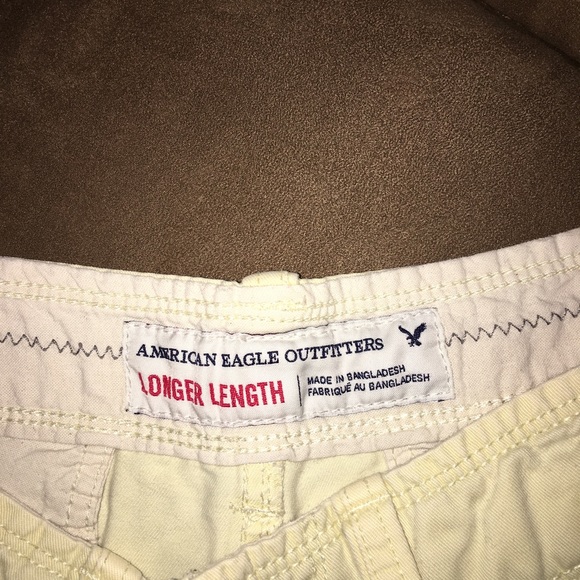 AMERICAN EAGLE OUTFITTERS
LONGER LENGTH
MADE IN BANGLADESH
FABRIQUÉ AU BANGLADESH